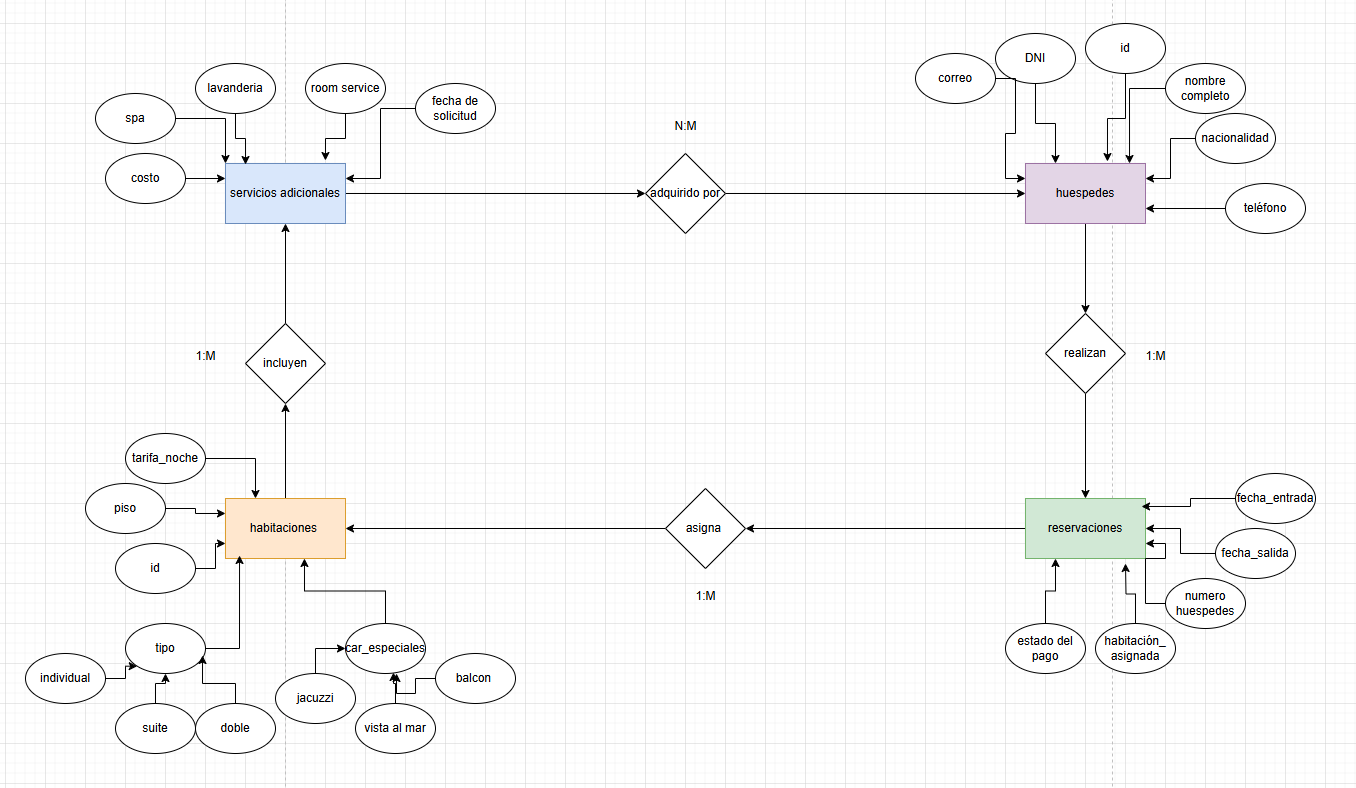 lavanderia
room service
spa
fecha de
solicitud
costo
servicios adicionales
N:M
adquirido por
correo
DNI
id
nombre
completo
nacionalidad
teléfono
huespedes
1:M
incluyen
realizan
1:M
tarifa_noche
piso
id
habitaciones
asigna
1:M
reservaciones
fecha_entrada
fecha_salida
numero
huespedes
estado del
pago
habitación_
asignada
tipo
individual
suite
doble
car_especiales
jacuzzi
vista al mar
balcon